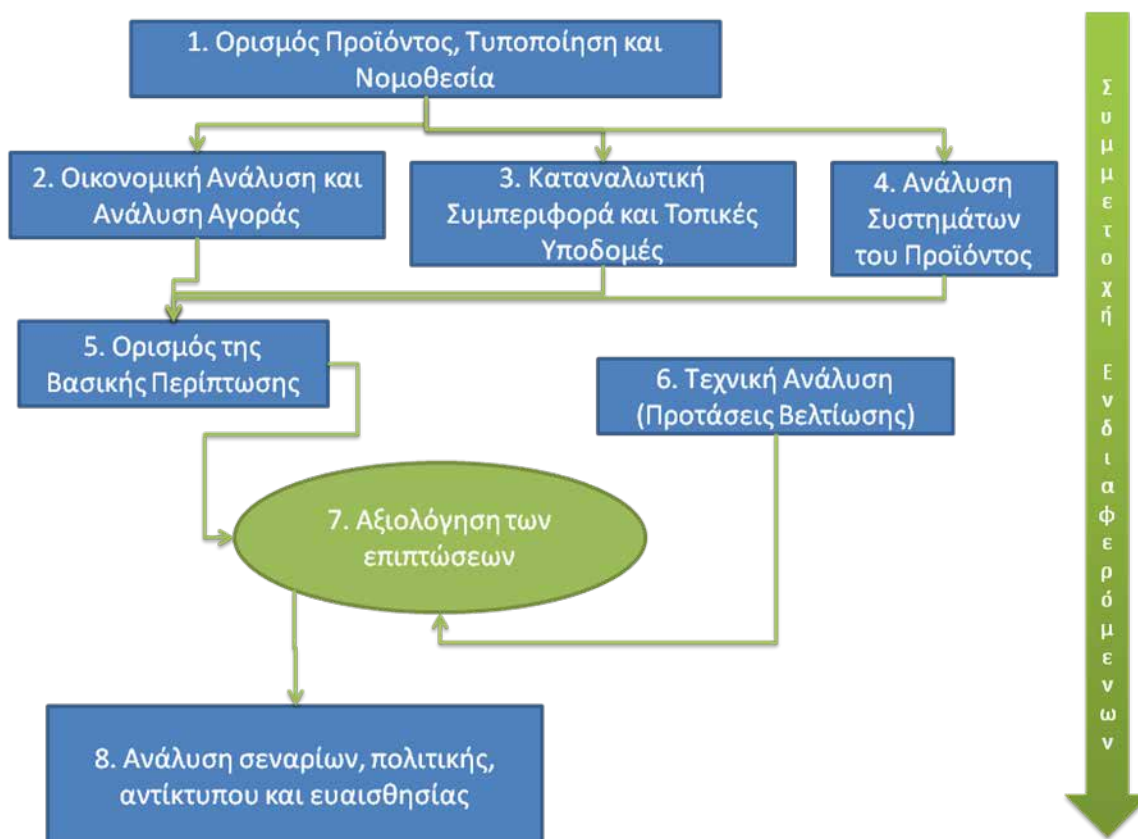 1. Ορισμός Προϊόντος, Τυποποίηση και
Νομοθεσία
2. Οικονομική Ανάλυση και
Ανάλυση Αγοράς
3. Καταναλωτική
Συμπεριφορά και Τοπικές
Υποδομές
4. Ανάλυση
Συστημάτων
του Προϊόντος
5. Ορισμός της
Βασικής Περίπτωσης
6. Τεχνική Ανάλυση
(Προτάσεις Βελτίωσης)
7. Αξιολόγηση των
επιπτώσεων
8. Ανάλυση σεναρίων, πολιτικής,
αντίκτυπου και ευαισθησίας
Συμμετοχή Ενδιαφερόμενων